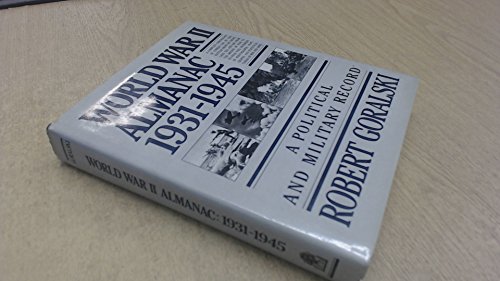 WORLD WAR II
ALMANAC
1931-1945
A POLITICAL
AND MILITARY RECORD
ROBERT GORALSKI
WORLD WAR II ALMANAC: 1931-1945